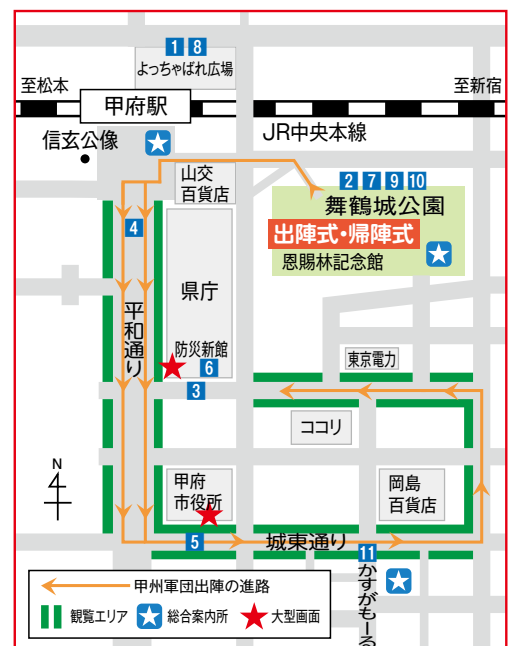 1 8
よっちゃばれ広場
至松本
至新宿
甲府駅
JR中央本線
信玄公像
山交
百貨店
2 7 9 10
舞鶴城公園
出陣式・帰陣式
恩賜林記念館
4
県庁
平和通り
防災新館
6
東京電力
3
ココリ
甲府
市役所
岡島
百貨店
N
5
城東通り
11
かすがもーる
甲州軍団出陣の進路
観覧エリア 総合案内所 大型画面